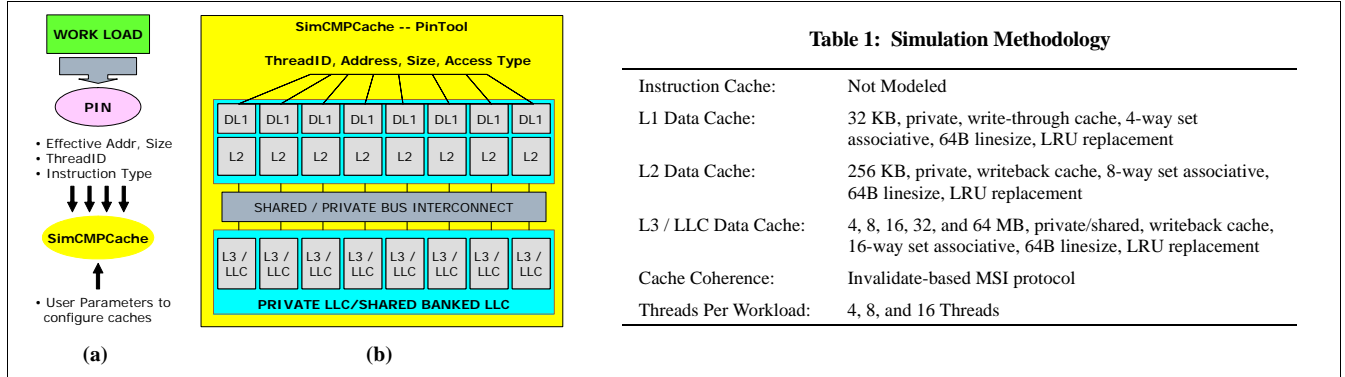 WORK LOAD
PIN
• Effective Addr, Size
• ThreadID
• Instruction Type
SimCMPCache
• User Parameters to
configure caches
(a)
SimCMPCache -- PinTool
ThreadID, Address, Size, Access Type
DL1 DL1 DL1 DL1 DL1 DL1 DL1 DL1
L2 L2 L2 L2 L2 L2 L2 L2
SHARED / PRIVATE BUS INTERCONNECT
L3 / L3 / L3 / L3 / L3 / L3 / L3 / L3 /
LLC LLC LLC LLC LLC LLC LLC LLC
PRIVATE LLC/SHARED BANKED LLC
(b)
Table 1: Simulation Methodology
Instruction Cache: Not Modeled
L1 Data Cache: 32 KB, private, write-through cache, 4-way set
associative, 64B linesize, LRU replacement
L2 Data Cache: 256 KB, private, writeback cache, 8-way set associative,
64B linesize, LRU replacement
L3 / LLC Data Cache: 4, 8, 16, 32, and 64 MB, private/shared, writeback cache,
16-way set associative, 64B linesize, LRU replacement
Cache Coherence: Invalidate-based MSI protocol
Threads Per Workload: 4, 8, and 16 Threads